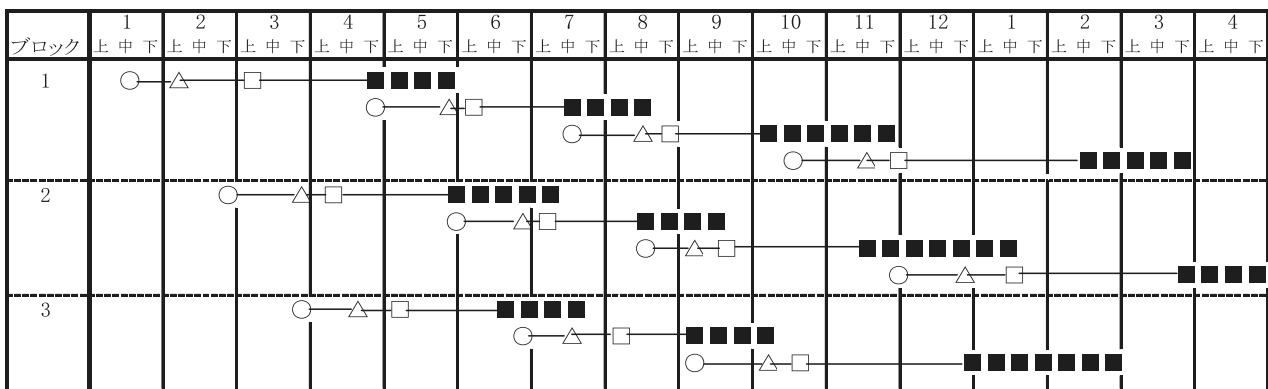 1 2 3 4 5 6 7 8 9 10 11 12 1 2 3 4
ブロック 上 中 下 上 中 下 上 中 下 上 中 下 上 中 下 上 中 下 上 中 下 上 中 下 上 中 下 上 中 下 上 中 下 上 中 下 上 中 下 上 中 下 上 中 下 上 中 下
1
2
3